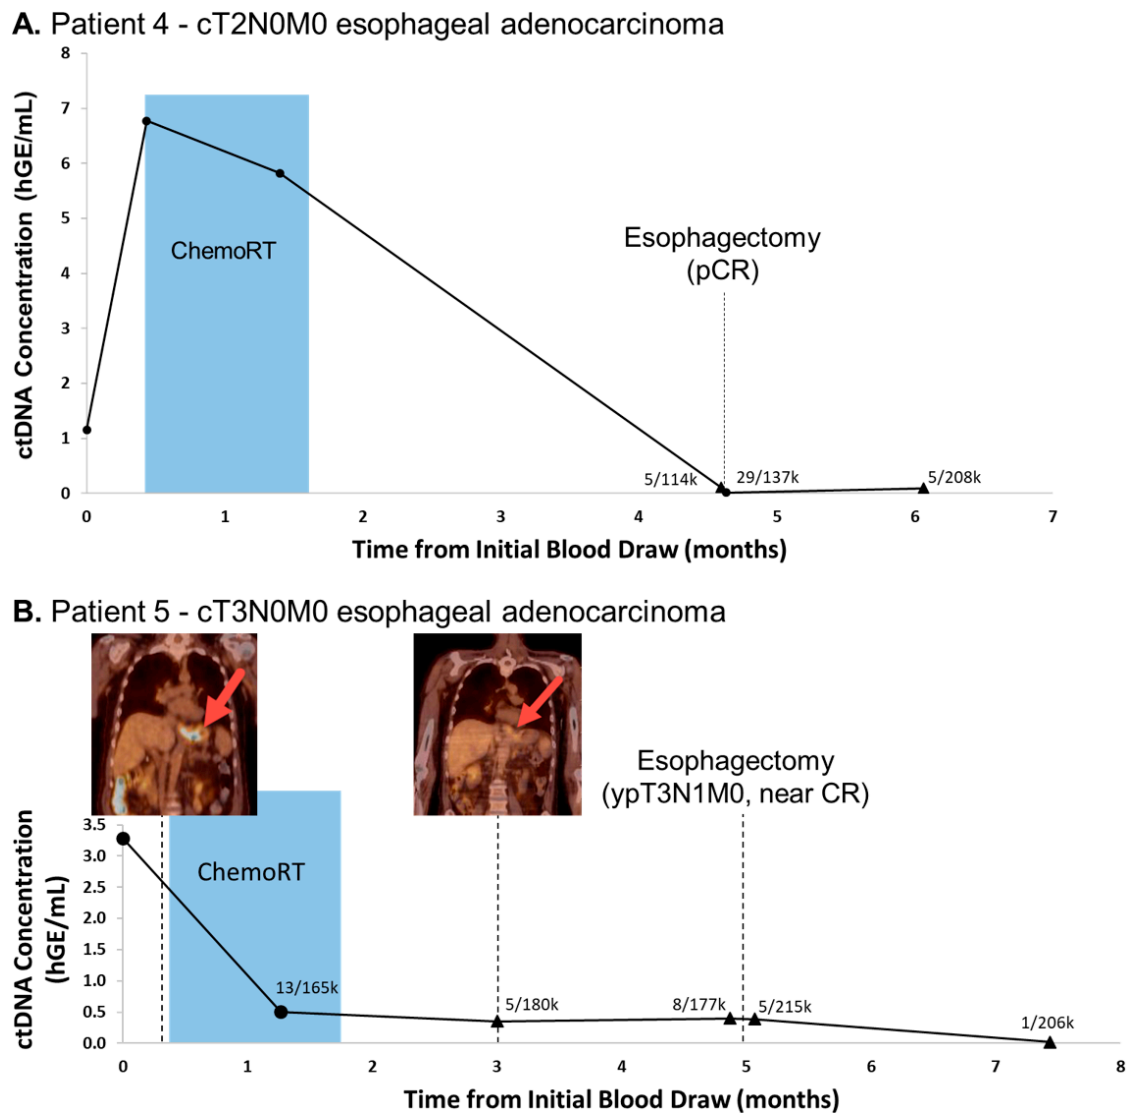 A. Patient 4 - cT2N0M0 esophageal adenocarcinoma
8
7
6
5
4
3
2
1
0
ctDNA Concentration (hGE/mL)
ChemoRT
Esophagectomy
(pCR)
5/114k
29/137k
5/208k
0 1 2 3 4 5 6 7
Time from Initial Blood Draw (months)
B. Patient 5 - cT3N0M0 esophageal adenocarcinoma
Esophagectomy
(ypT3N1M0, near CR)
3.5
3.0
2.5
2.0
1.5
1.0
0.5
0.0
ctDNA Concentration
(hGE/mL)
ChemoRT
13/165k
5/180k
8/177k
5/215k
1/206k
0 1 2 3 4 5 6 7 8
Time from Initial Blood Draw (months)